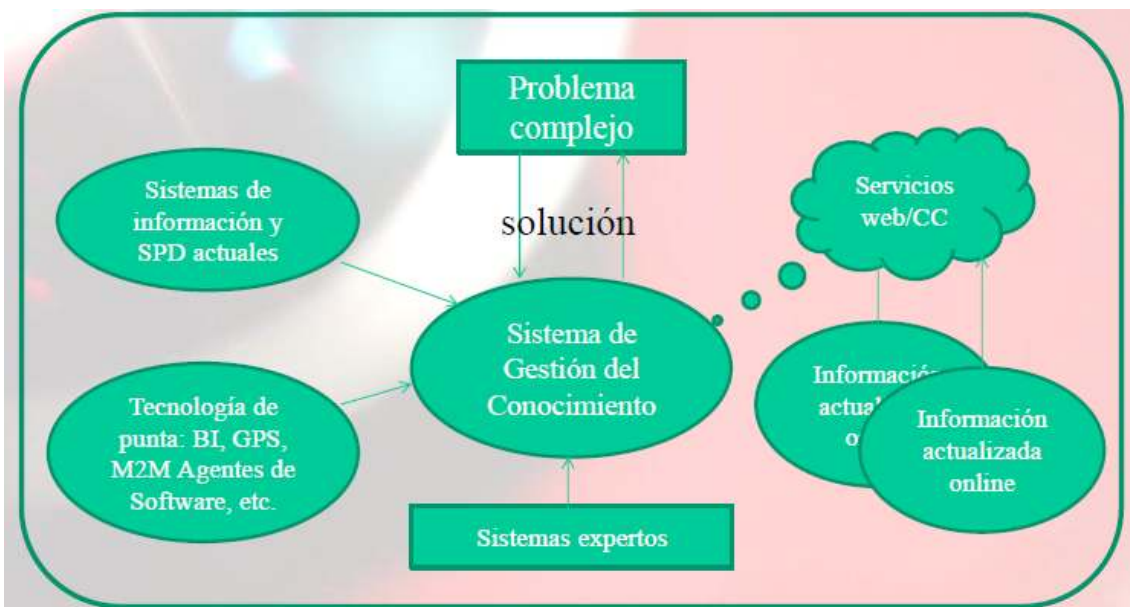 Problema
complejo
Sistemas de
información y
SPD actuales
solución
Servicios
web/CC
Sistema de
Gestión del
Conocimiento
Tecnología de
punta: BI, GPS,
M2M Agentes de
Software, etc.
Información
actualizada
online
Sistemas expertos